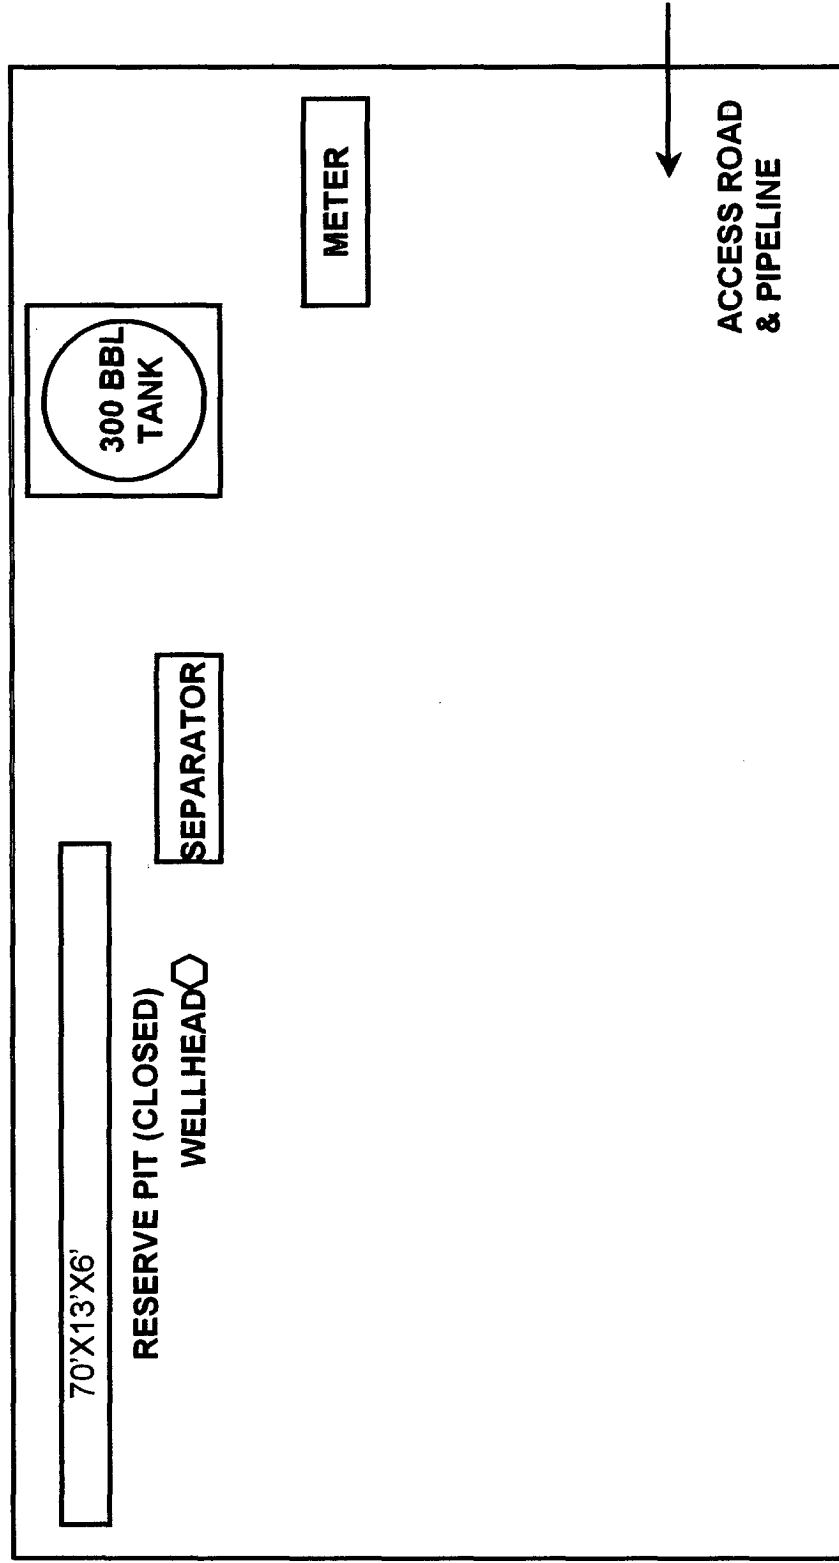 70'X13'X6'
RESERVE PIT (CLOSED)
WELLHEAD
SEPARATOR
300 BBL
TANK
METER
ACCESS ROAD
& PIPELINE